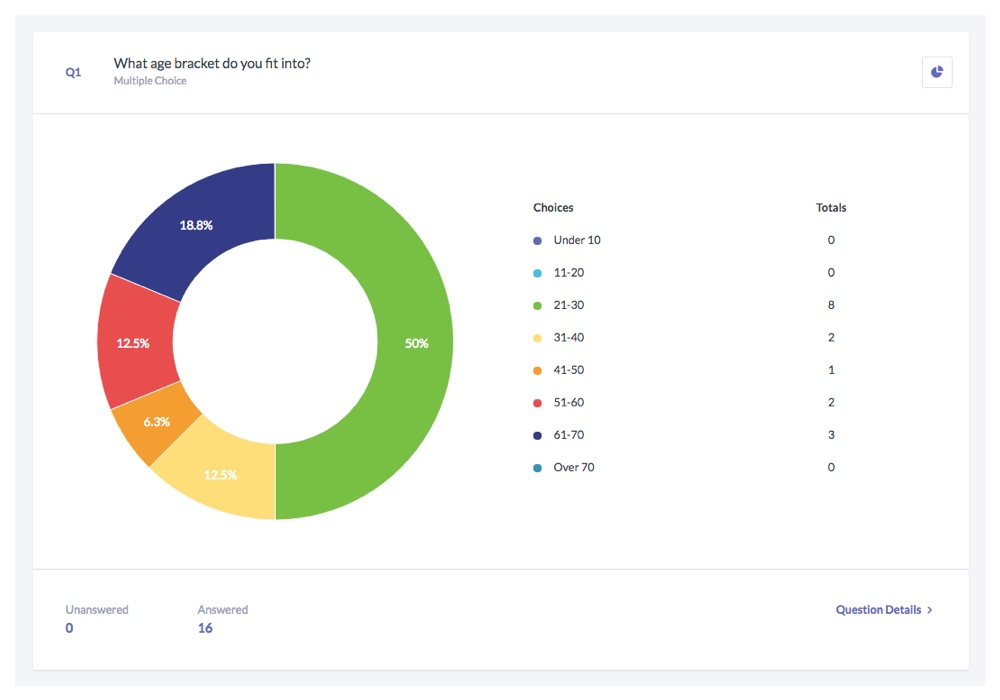 Q1
What age bracket do you fit into?
Multiple Choice
18.8%
12.5%
50%
6.3%
12.5%
Choices Totals
Under 10 0
11-20 0
21-30 8
31-40 2
41-50 1
51-60 2
61-70 3
Over 70 0
Unanswered
0
Answered
16
Question Details >